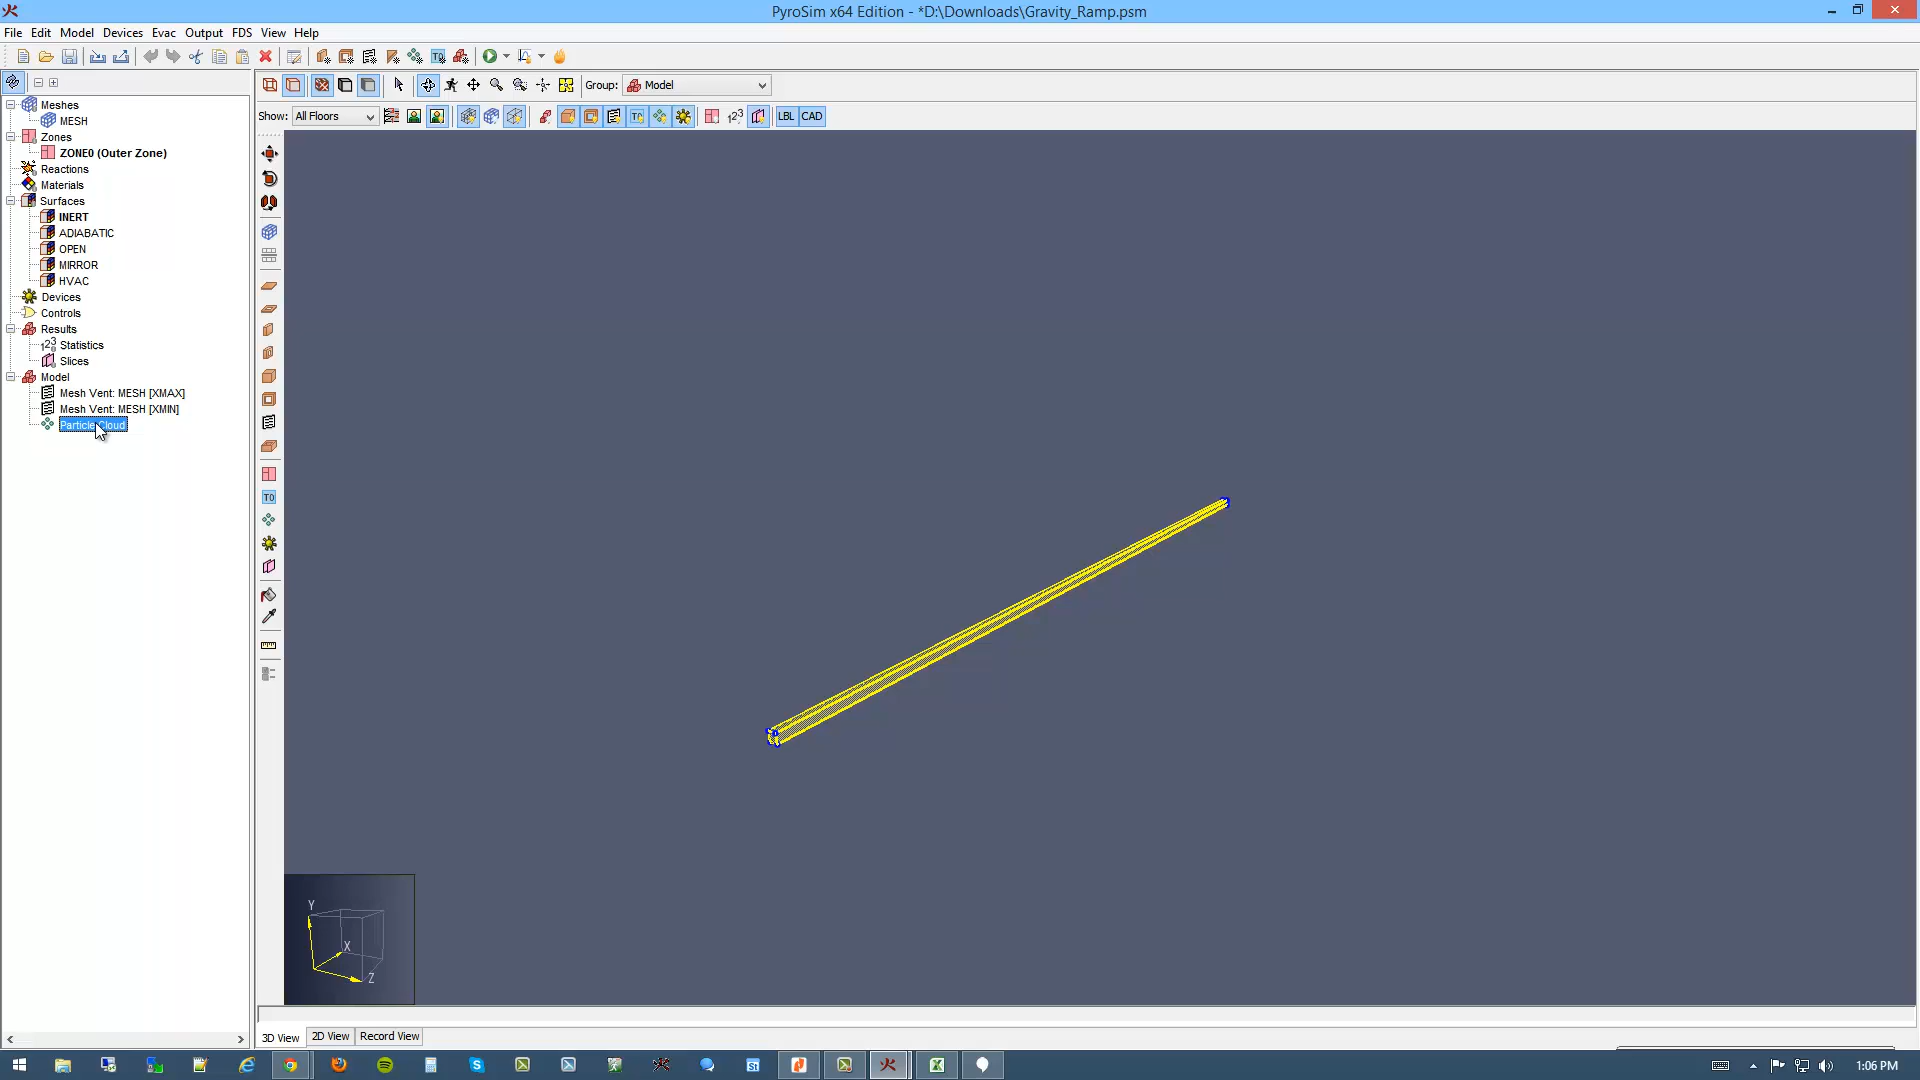 PyroSim x64 Edition - *D:\Downloads\Gravity_Ramp.psm
File Edit Model Devices Evac Output FDS View Help
Group: Model
Show: All Floors LBL CAD
Meshes
MESH
Zones
ZONE0 (Outer Zone)
Reactions
Materials
Surfaces
INERT
ADIABATIC
OPEN
MIRROR
HVAC
Devices
Controls
Results
Statistics
Slices
Model
Mesh Vent: MESH [XMAX]
Mesh Vent: MESH [XMIN]
Particle Cloud
Y
X
Z
3D View 2D View Record View
1:06 PM